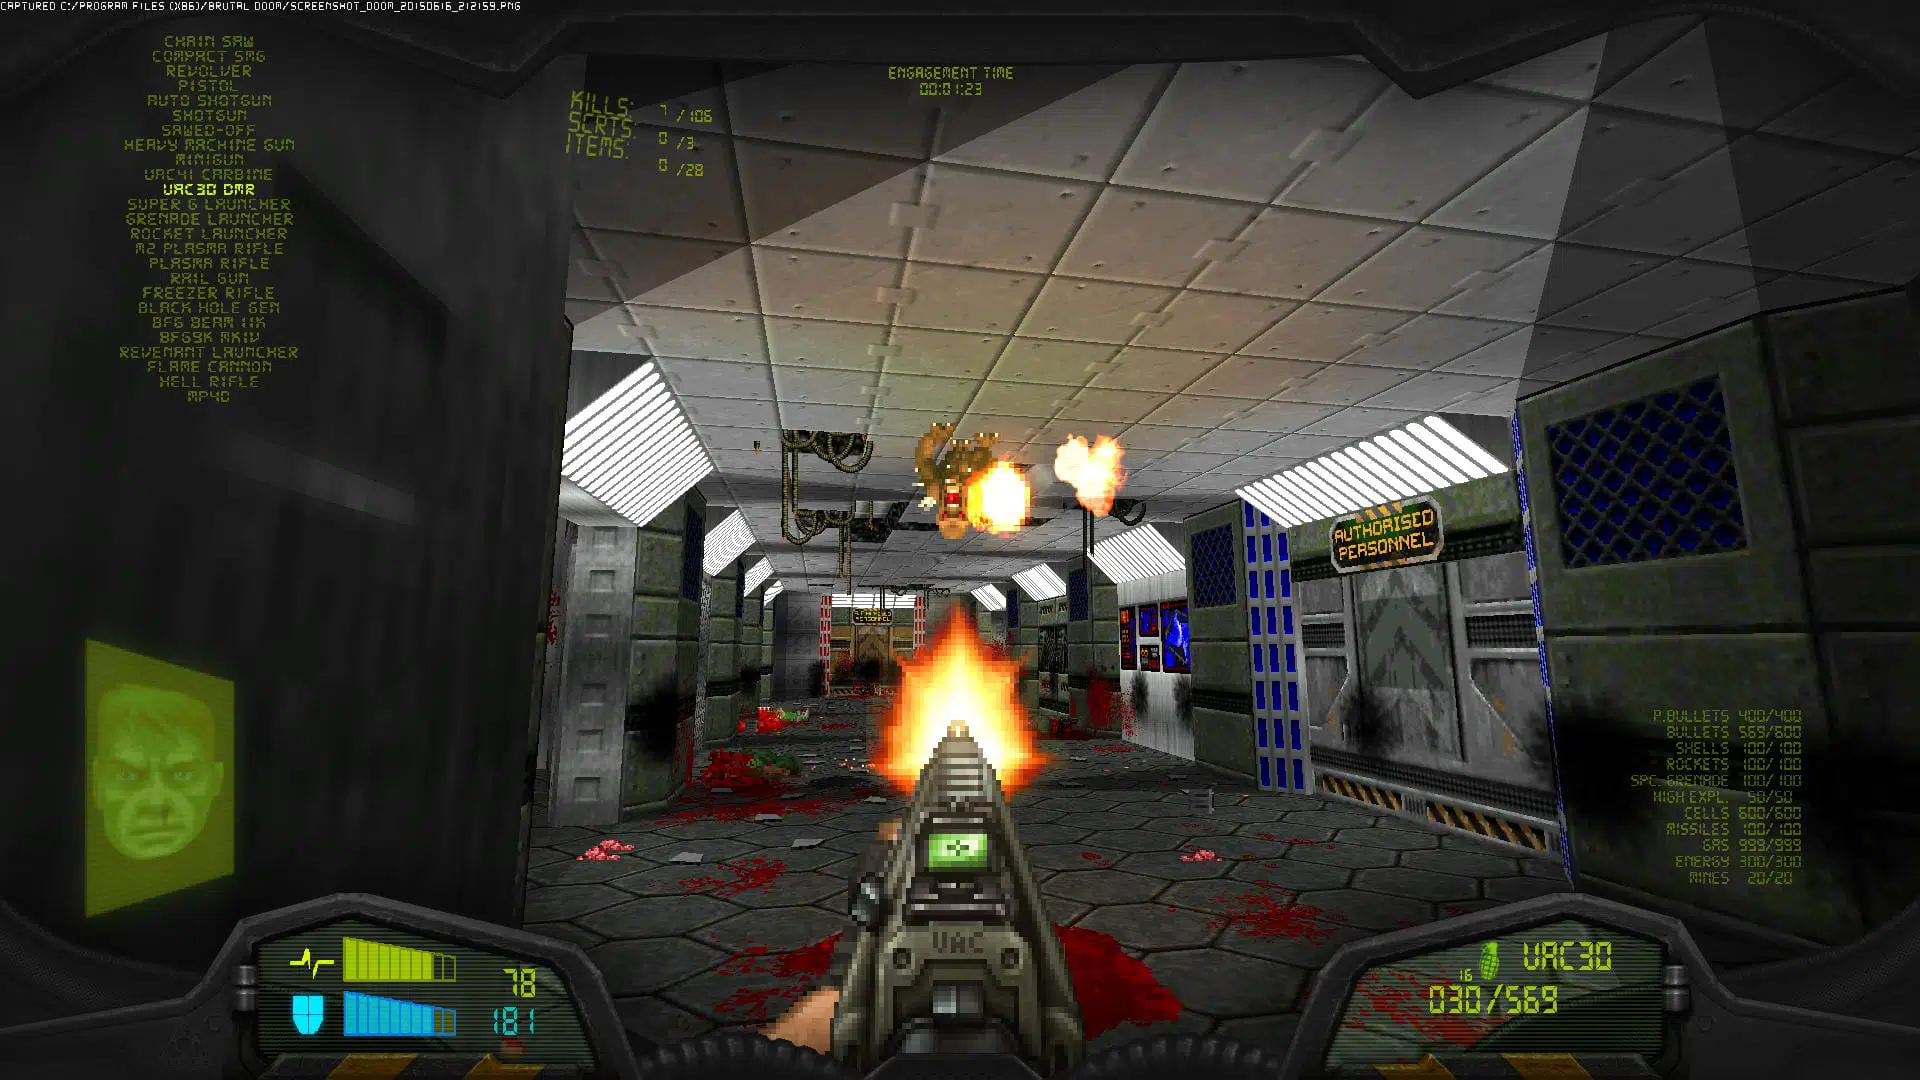 CAPTURED C:/PROGRAM FILES (X86)/BRUTAL DOOM/SCREENSHOT_DOOM_20150616_212159.PNG
CHAIN SAW
COMPACT SMG
REVOLVER
PISTOL
AUTO SHOTGUN
SHOTGUN
SAWED-OFF
HEAVY MACHINE GUN
MINIGUN
UAC41 CARBINE
UAC30 DMR
SUPER G LAUNCHER
GRENADE LAUNCHER
ROCKET LAUNCHER
M2 PLASMA RIFLE
PLASMA RIFLE
RAIL GUN
FREEZER RIFLE
BLACK HOLE GEN
BFG BEAM 11K
BFG9K MKIV
REVENANT LAUNCHER
FLAME CANNON
HELL RIFLE
MP40
KILLS: 7/106
SCRTS: 0/3
ITEMS: 0/28
ENGAGEMENT TIME
00:01:23
AUTHORISED
PERSONNEL
AUTHORISED
PERSONNEL
UAC
P.BULLETS 400/400
BULLETS 569/600
SHELLS 100/100
ROCKETS 100/100
SPC. GRENADE 100/100
HIGH EXPL. 50/50
CELLS 600/600
MISSILES 100/100
GAS 999/999
ENERGY 300/300
MINES 20/20
78
181
16 UAC30
030/569